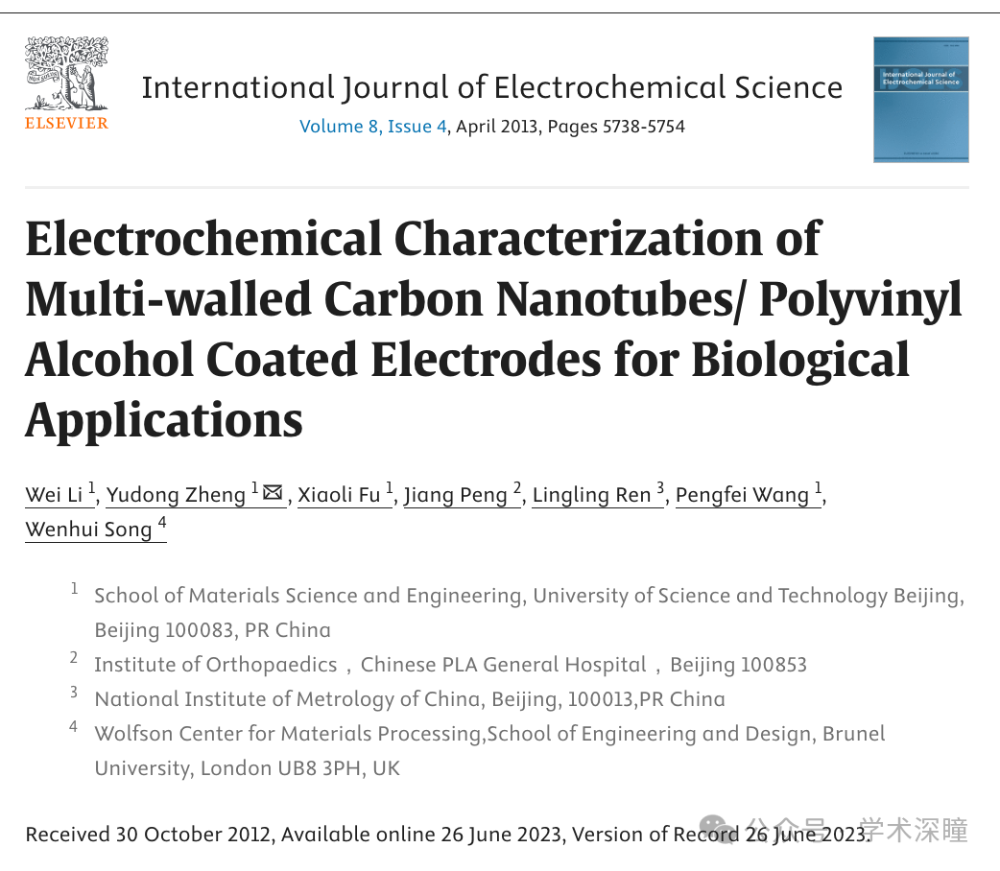 International Journal of Electrochemical Science
Volume 8, Issue 4, April 2013, Pages 5738-5754
ELSEVIER
International Journal of
Electrochemical Science
Electrochemical Characterization of
Multi-walled Carbon Nanotubes/ Polyvinyl
Alcohol Coated Electrodes for Biological
Applications
Wei Li 1, Yudong Zheng 1, Xiaoli Fu 1, Jiang Peng 2, Lingling Ren 3, Pengfei Wang 1,
Wenhui Song 4
1 School of Materials Science and Engineering, University of Science and Technology Beijing,
Beijing 100083, PR China
2 Institute of Orthopaedics , Chinese PLA General Hospital , Beijing 100853
3 National Institute of Metrology of China, Beijing, 100013,PR China
4 Wolfson Center for Materials Processing,School of Engineering and Design, Brunel
University, London UB8 3PH, UK
Received 30 October 2012, Available online 26 June 2023, Version of Record 26 June 2023.
公众号 学术深瞳